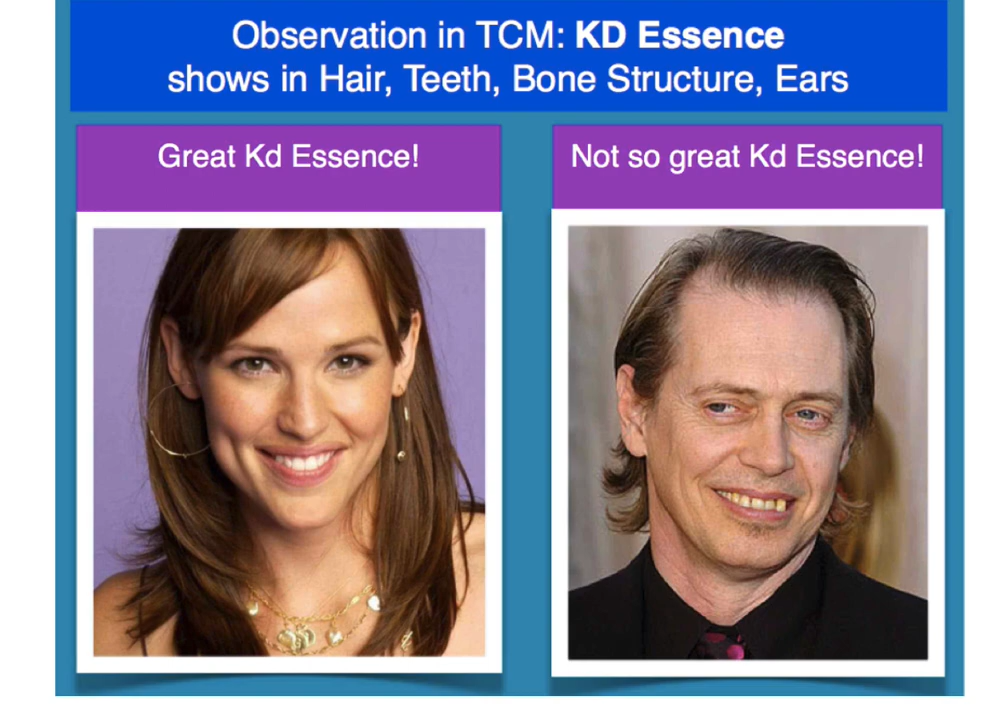 Observation in TCM: KD Essence
shows in Hair, Teeth, Bone Structure, Ears
Great Kd Essence!
Not so great Kd Essence!